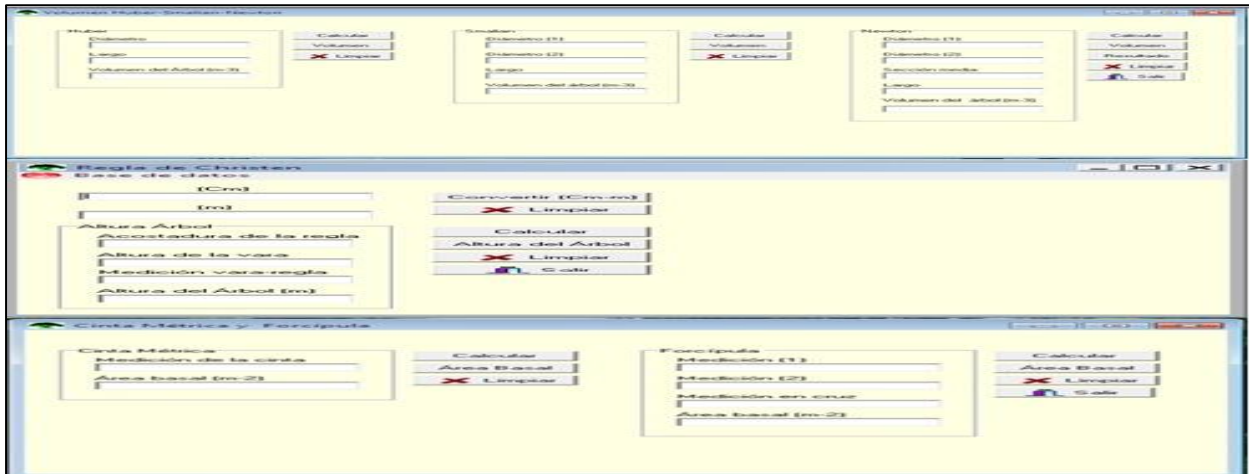 Volumen Huber-Smalian-Newton
Huber
Diámetro
Largo
Volumen del Árbol (m-3)
Calcular
Volumen
Limpiar
Smalian
Diámetro (1)
Diámetro (2)
Largo
Volumen del árbol (m-3)
Calcular
Volumen
Limpiar
Newton
Diámetro (1)
Diámetro (2)
Sección media
Largo
Volumen del árbol (m-3)
Calcular
Volumen
Resultado
Limpiar
Salir
Regla de Christen
Base de datos
(Cm)
(m)
Convertir (Cm-m)
Limpiar
Altura Árbol
Acostadura de la regla
Altura de la vara
Medición vara-regla
Altura del Árbol (m)
Calcular
Altura del Árbol
Limpiar
Salir
Cinta Métrica y Forcípula
Cinta Métrica
Medición de la cinta
Área basal (m-2)
Calcular
Área Basal
Limpiar
Forcípula
Medición (1)
Medición (2)
Medición en cruz
Área basal (m-2)
Calcular
Área Basal
Limpiar
Salir